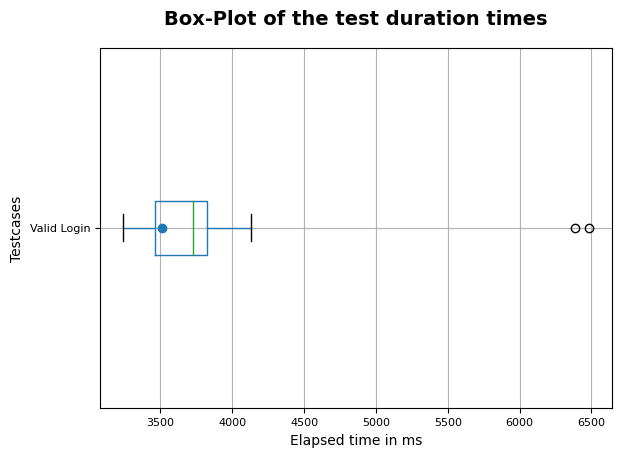 Box-Plot of the test duration times
Testcases
Valid Login
3500 4000 4500 5000 5500 6000 6500
Elapsed time in ms